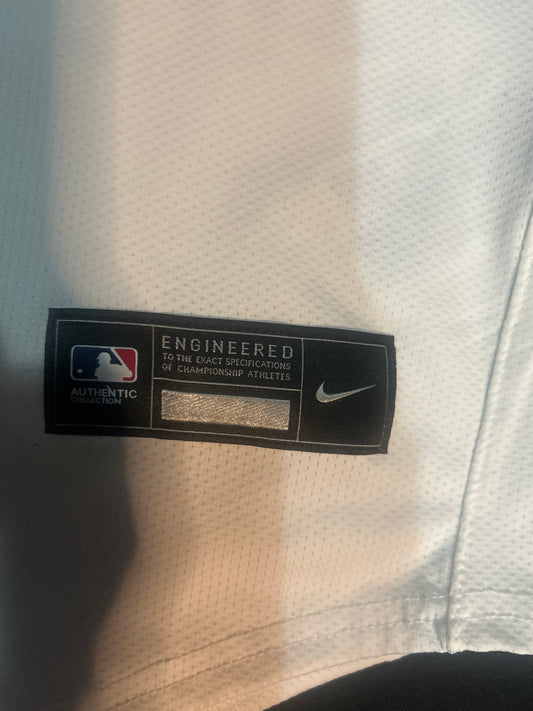 ENGINEERED
TO THE EXACT SPECIFICATIONS
OF CHAMPIONSHIP ATHLETES
AUTHENTIC
COLLECTION